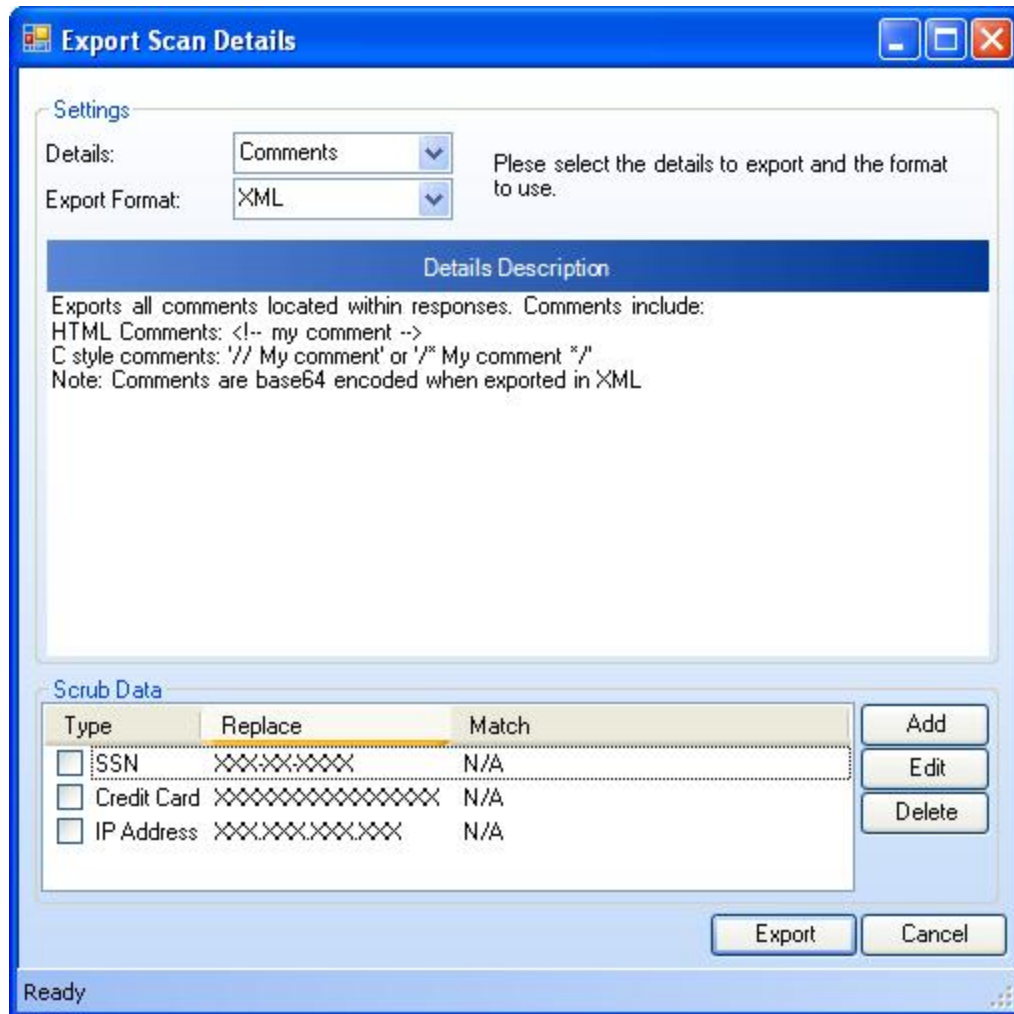 Export Scan Details
Settings
Details: Comments
Export Format: XML
Plese select the details to export and the format
to use.
Details Description
Exports all comments located within responses. Comments include:
HTML Comments: <!-- my comment -->
C style comments: '// My comment' or '/* My comment */'
Note: Comments are base64 encoded when exported in XML
Scrub Data
Type Replace Match
SSN XXX-XX-XXXX N/A
Credit Card XXXXXXXXXXXXXXXX N/A
IP Address XXX.XXX.XXX.XXX N/A
Add
Edit
Delete
Export Cancel
Ready